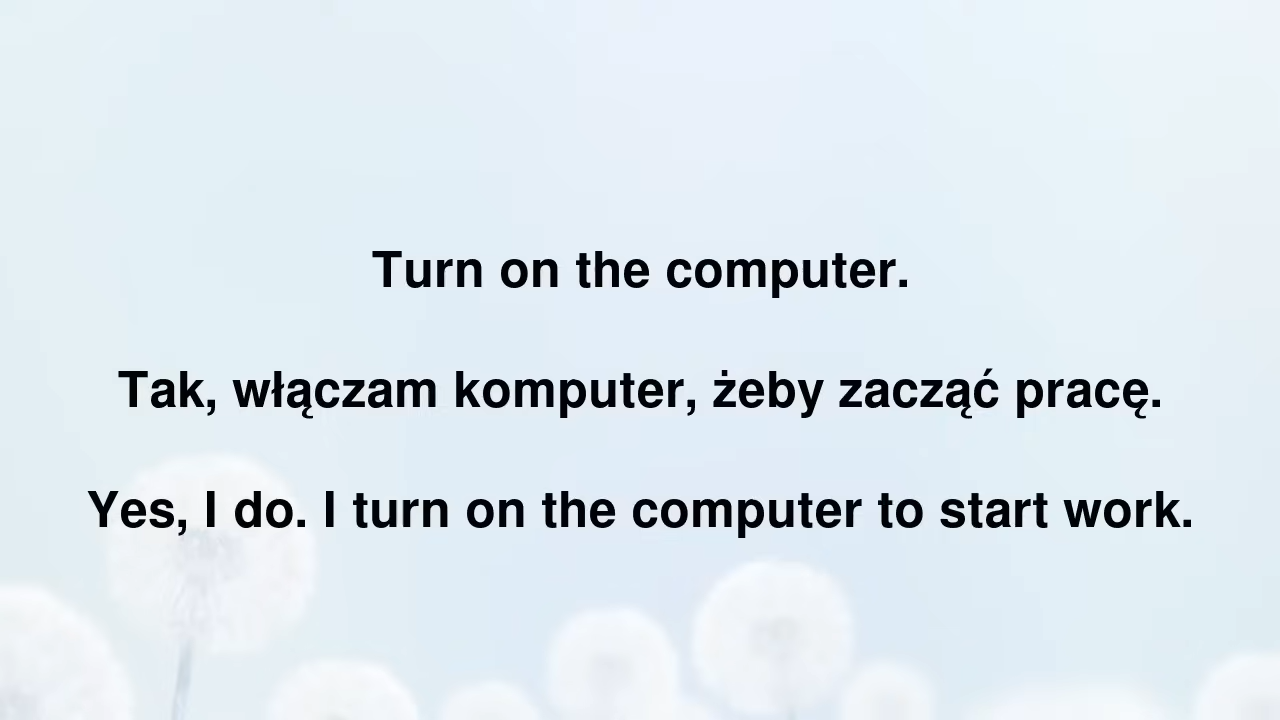 Turn on the computer.
Tak, włączam komputer, żeby zacząć pracę.
Yes, I do. I turn on the computer to start work.